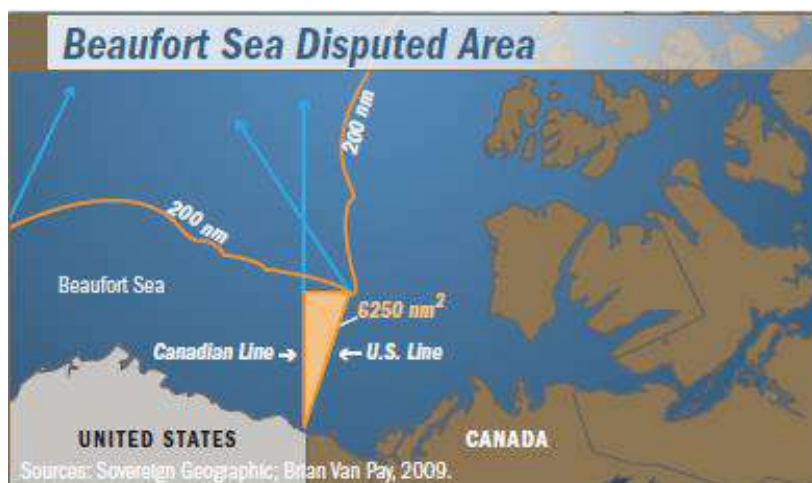 Beaufort Sea Disputed Area
200 nm
200 nm
Beaufort Sea
6250 nm²
Canadian Line
U.S. Line
UNITED STATES
CANADA
Sources: Sovereign Geographic; Brian Van Pay, 2009.